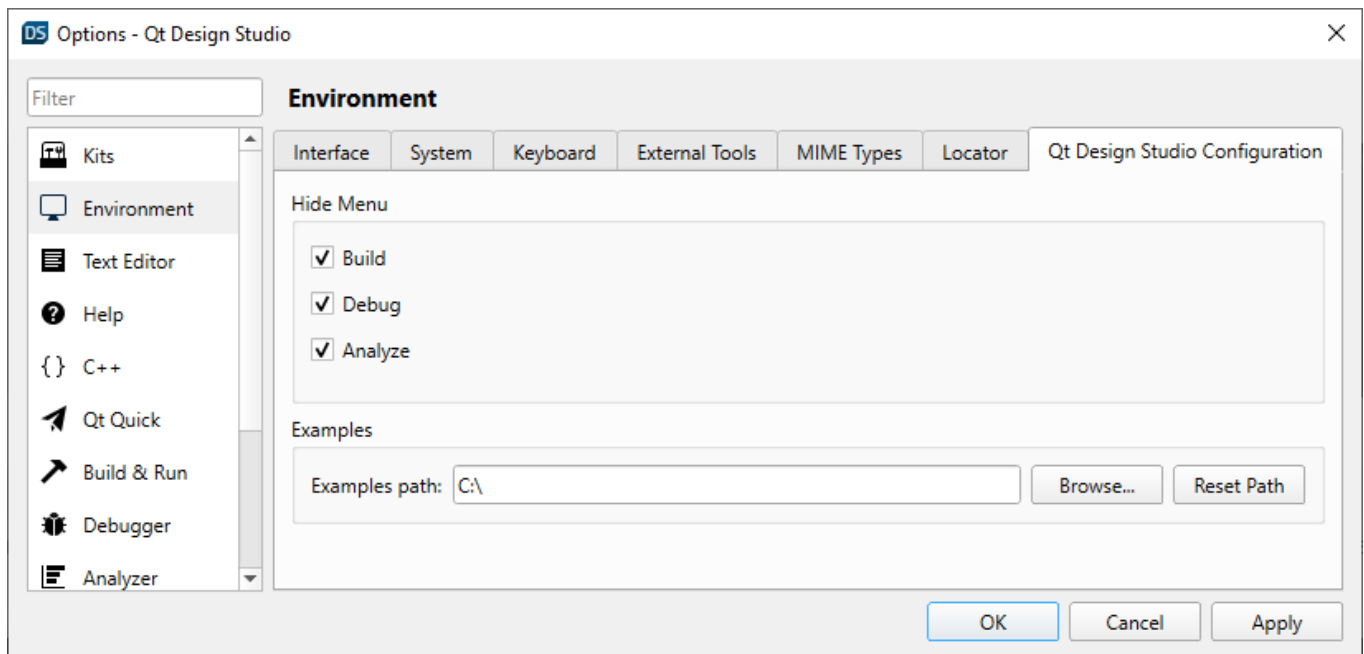 DS Options - Qt Design Studio
Filter
Environment
Kits
Environment
Text Editor
Help
{} C++
Qt Quick
Build & Run
Debugger
Analyzer
Interface System Keyboard External Tools MIME Types Locator Qt Design Studio Configuration
Hide Menu
Build
Debug
Analyze
Examples
Examples path: C:\ Browse... Reset Path
OK Cancel Apply